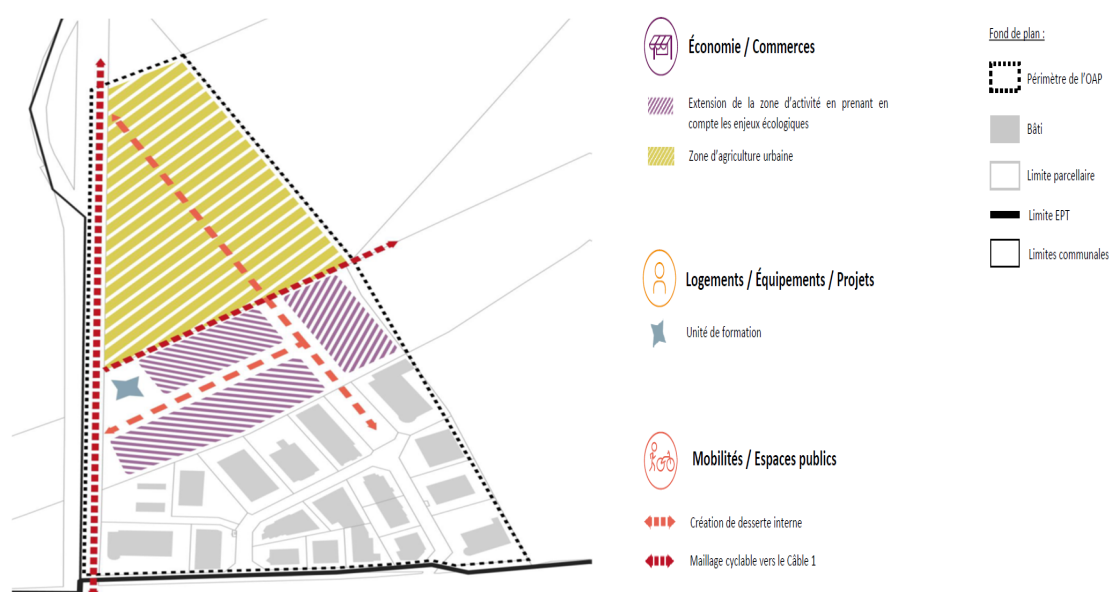 Économie / Commerces
Extension de la zone d'activité en prenant en
compte les enjeux écologiques
Zone d'agriculture urbaine
Logements / Équipements / Projets
Unité de formation
Mobilités / Espaces publics
Création de desserte interne
Maillage cyclable vers le Câble 1
Fond de plan :
Périmètre de l'OAP
Bâti
Limite parcellaire
Limite EPT
Limites communales